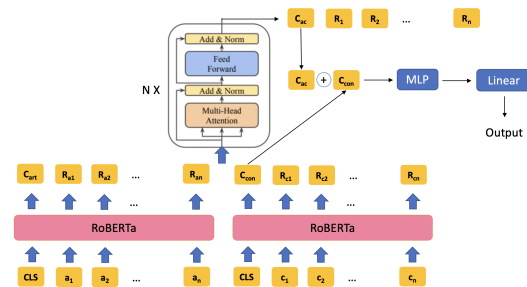 C_ac R_1 R_2 ... R_n
Add & Norm
Feed
Forward
N X
Add & Norm
Multi-Head
Attention
C_ac + C_con MLP Linear
Output
C_art R_a1 R_a2 ... R_an C_con R_c1 R_c2 ... R_cn
... ...
RoBERTa RoBERTa
CLS a_1 a_2 ... a_n CLS c_1 c_2 ... c_n